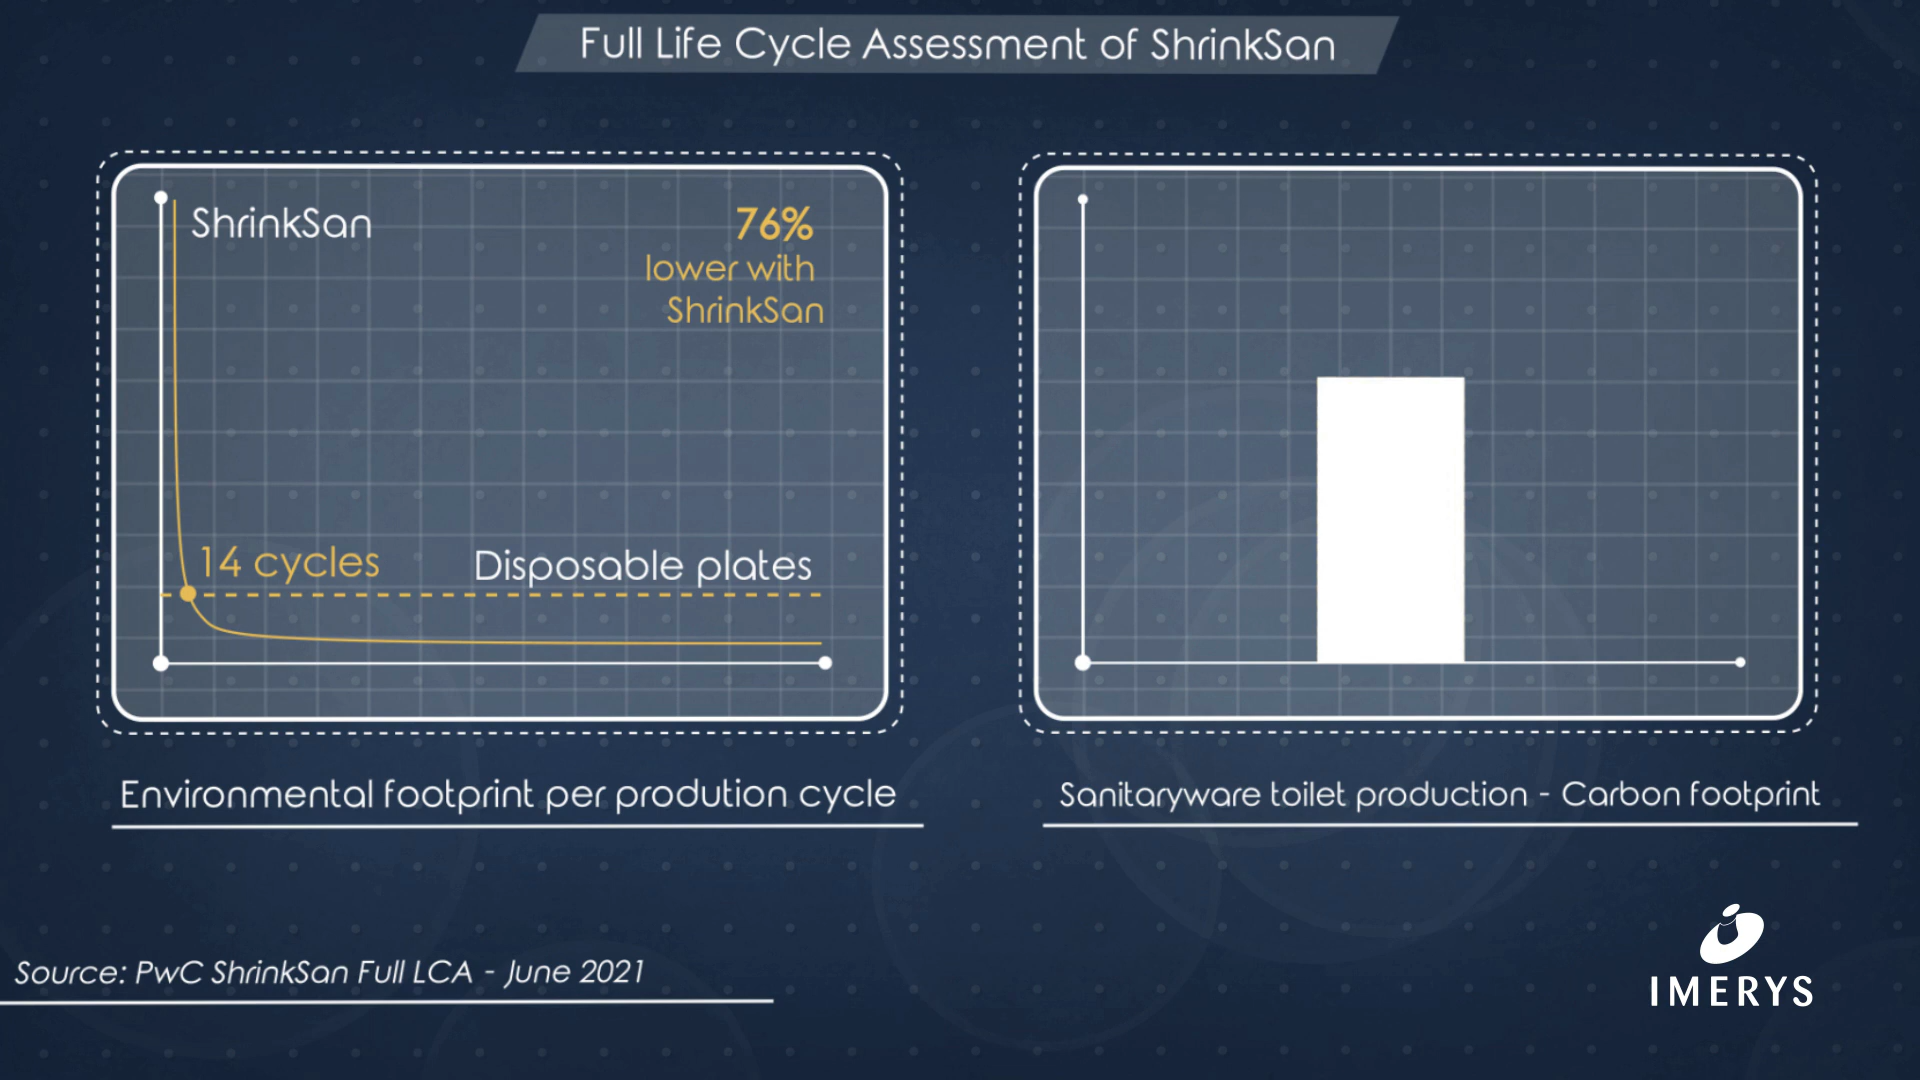 Full Life Cycle Assessment of ShrinkSan
ShrinkSan
76%
lower with
ShrinkSan
14 cycles
Disposable plates
Environmental footprint per prodution cycle
Sanitaryware toilet production - Carbon footprint
Source: PwC ShrinkSan Full LCA - June 2021
IMERYS